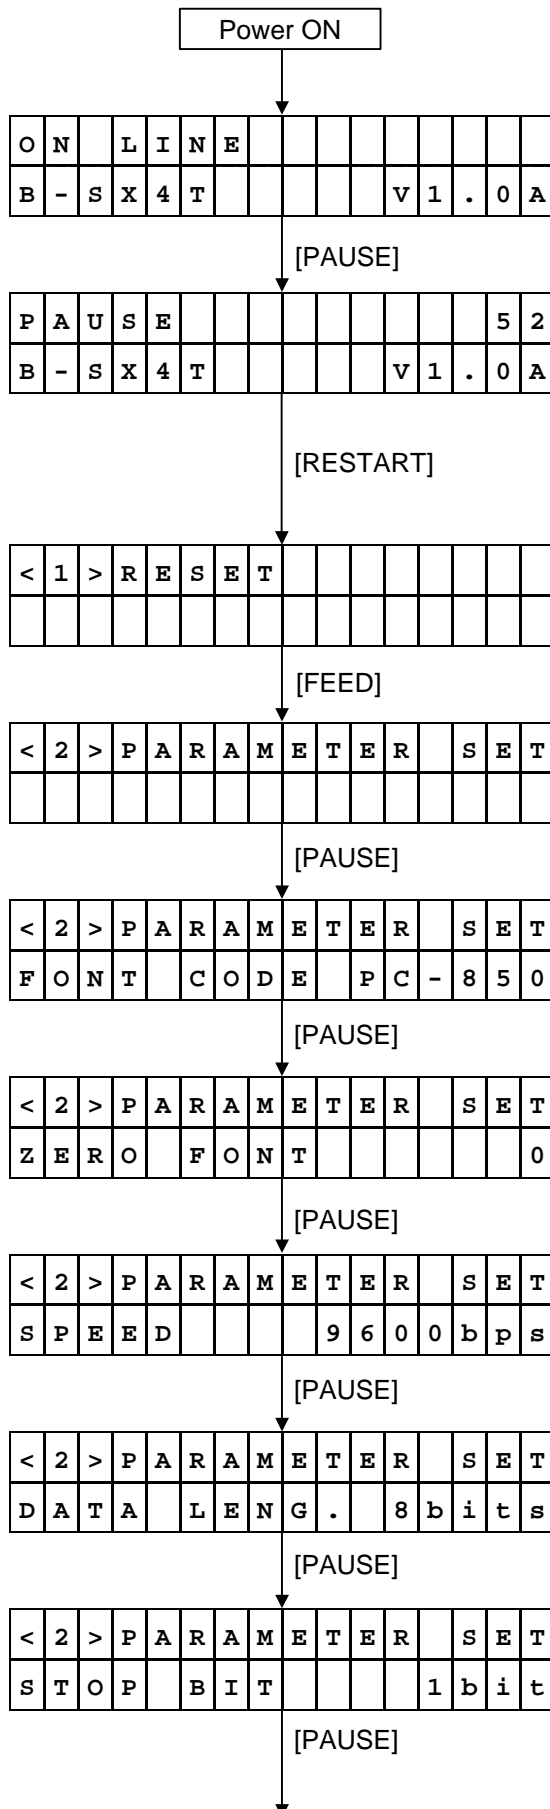 Power ON
ON LINE
B-SX4T V1.0A
[PAUSE]
PAUSE 52
B-SX4T V1.0A
[RESTART]
<1>RESET
[FEED]
<2>PARAMETER SET
[PAUSE]
<2>PARAMETER SET
FONT CODE PC-850
[PAUSE]
<2>PARAMETER SET
ZERO FONT 0
[PAUSE]
<2>PARAMETER SET
SPEED 9600bps
[PAUSE]
<2>PARAMETER SET
DATA LENG. 8bits
[PAUSE]
<2>PARAMETER SET
STOP BIT 1bit
[PAUSE]